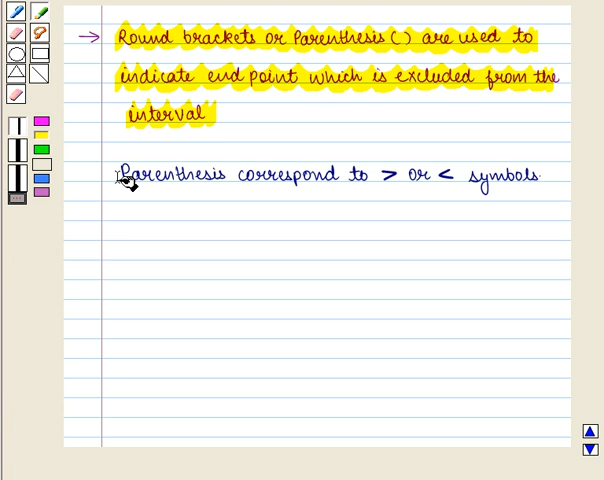 → Round brackets or Parenthesis ( ) are used to
indicate end point which is excluded from the
interval
Parenthesis correspond to > or < symbols.